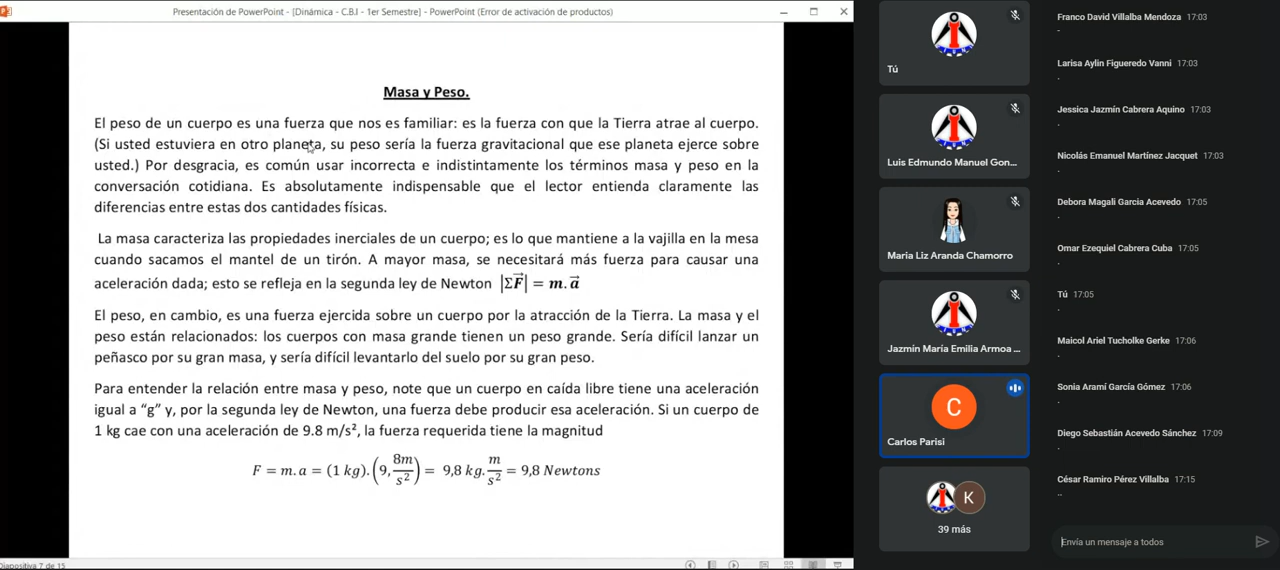 Presentación de PowerPoint - [Dinámica - C.B.I - 1er Semestre] - PowerPoint (Error de activación de productos)
Masa y Peso.
El peso de un cuerpo es una fuerza que nos es familiar: es la fuerza con que la Tierra atrae al cuerpo.
(Si usted estuviera en otro planeta, su peso sería la fuerza gravitacional que ese planeta ejerce sobre
usted.) Por desgracia, es común usar incorrecta e indistintamente los términos masa y peso en la
conversación cotidiana. Es absolutamente indispensable que el lector entienda claramente las
diferencias entre estas dos cantidades físicas.
La masa caracteriza las propiedades inerciales de un cuerpo; es lo que mantiene a la vajilla en la mesa
cuando sacamos el mantel de un tirón. A mayor masa, se necesitará más fuerza para causar una
aceleración dada; esto se refleja en la segunda ley de Newton |ΣF⃗| = m. a⃗
El peso, en cambio, es una fuerza ejercida sobre un cuerpo por la atracción de la Tierra. La masa y el
peso están relacionados: los cuerpos con masa grande tienen un peso grande. Sería difícil lanzar un
peñasco por su gran masa, y sería difícil levantarlo del suelo por su gran peso.
Para entender la relación entre masa y peso, note que un cuerpo en caída libre tiene una aceleración
igual a “g” y, por la segunda ley de Newton, una fuerza debe producir esa aceleración. Si un cuerpo de
1 kg cae con una aceleración de 9.8 m/s², la fuerza requerida tiene la magnitud
F = m. a = (1 kg). (9, 8m/s²) = 9,8 kg. m/s² = 9,8 Newtons
Diapositiva 7 de 15
Tú
Luis Edmundo Manuel Gon...
Maria Liz Aranda Chamorro
Jazmín María Emilia Armoa ...
C
Carlos Parisi
K
39 más
Franco David Villalba Mendoza 17:03
.
Larisa Aylin Figueredo Vanni 17:03
.
Jessica Jazmín Cabrera Aquino 17:03
.
Nicolás Emanuel Martínez Jacquet 17:03
.
Debora Magali Garcia Acevedo 17:05
.
Omar Ezequiel Cabrera Cuba 17:05
.
Tú 17:05
.
Maicol Ariel Tucholke Gerke 17:06
.
Sonia Aramí García Gómez 17:06
.
Diego Sebastián Acevedo Sánchez 17:09
.
César Ramiro Pérez Villalba 17:15
..
Envía un mensaje a todos